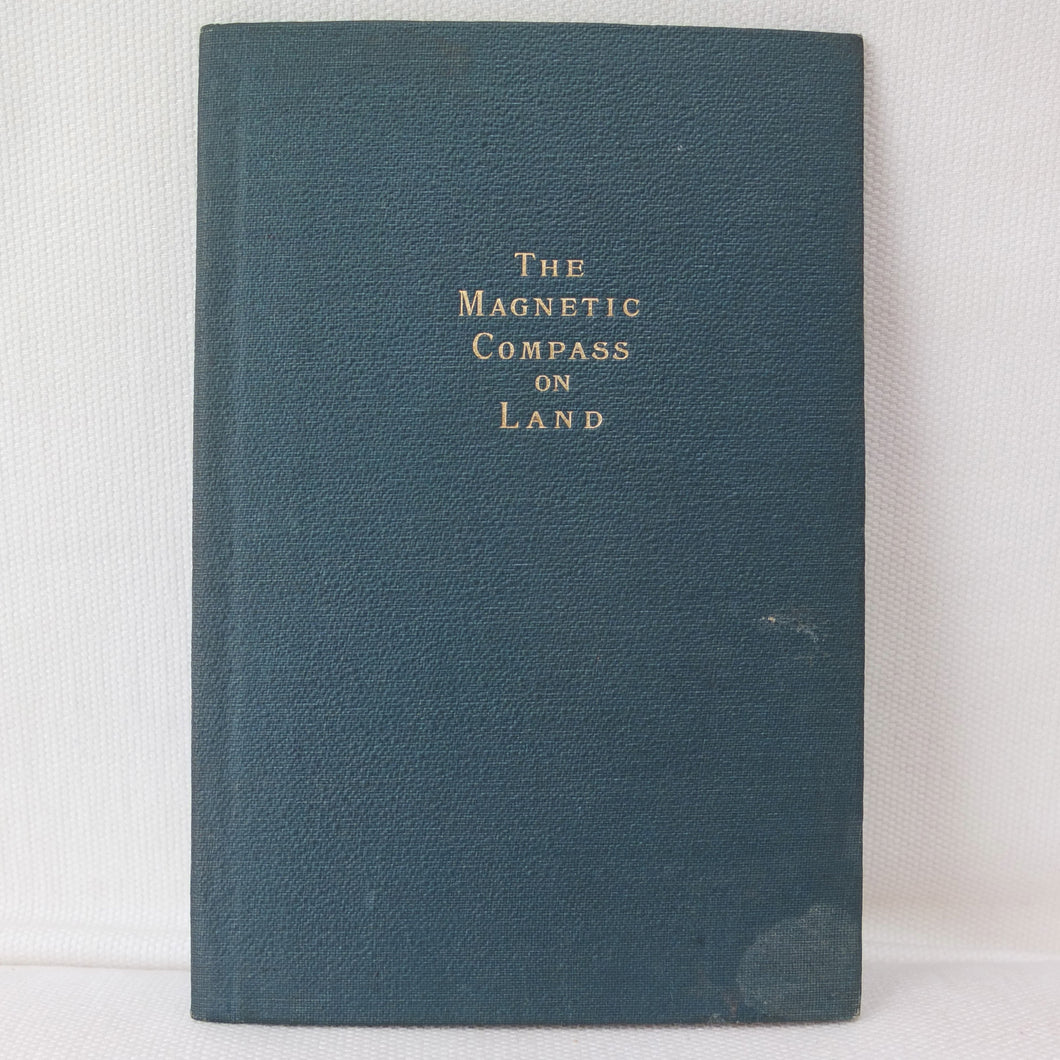 The
Magnetic
Compass
on
Land